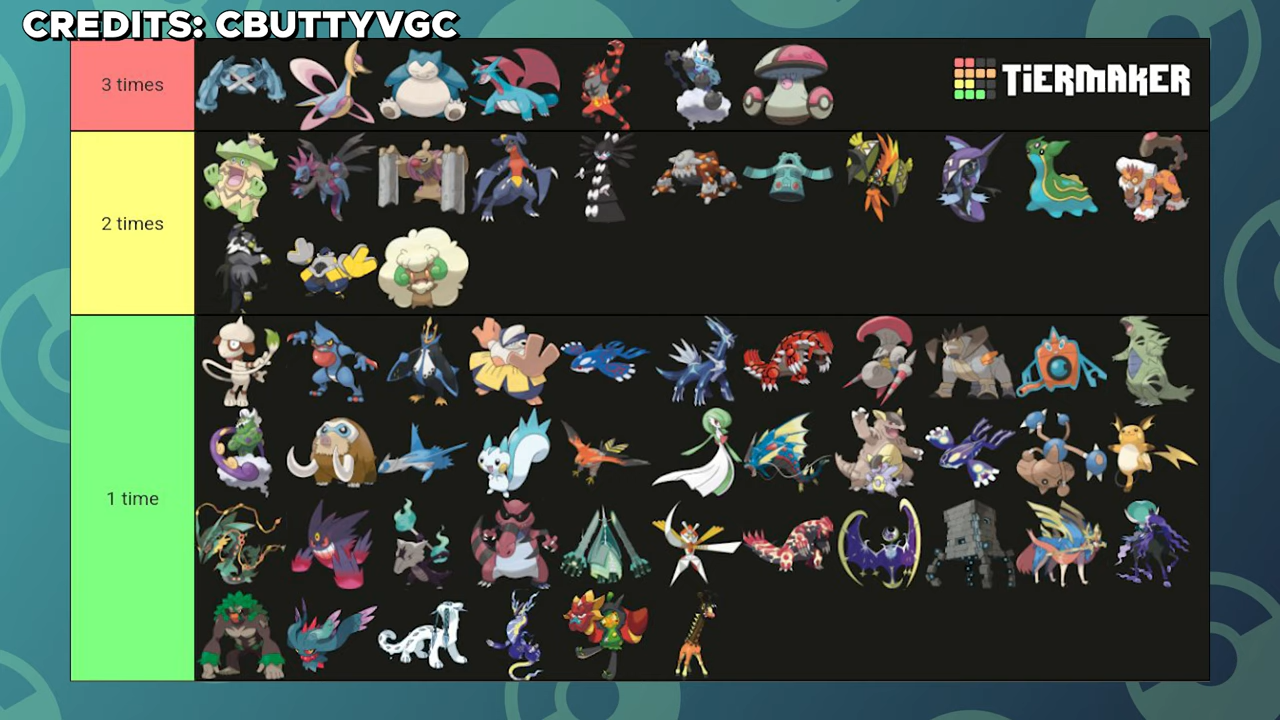 CREDITS: CBUTTYVGC
3 times
TiERMAKER
2 times
1 time